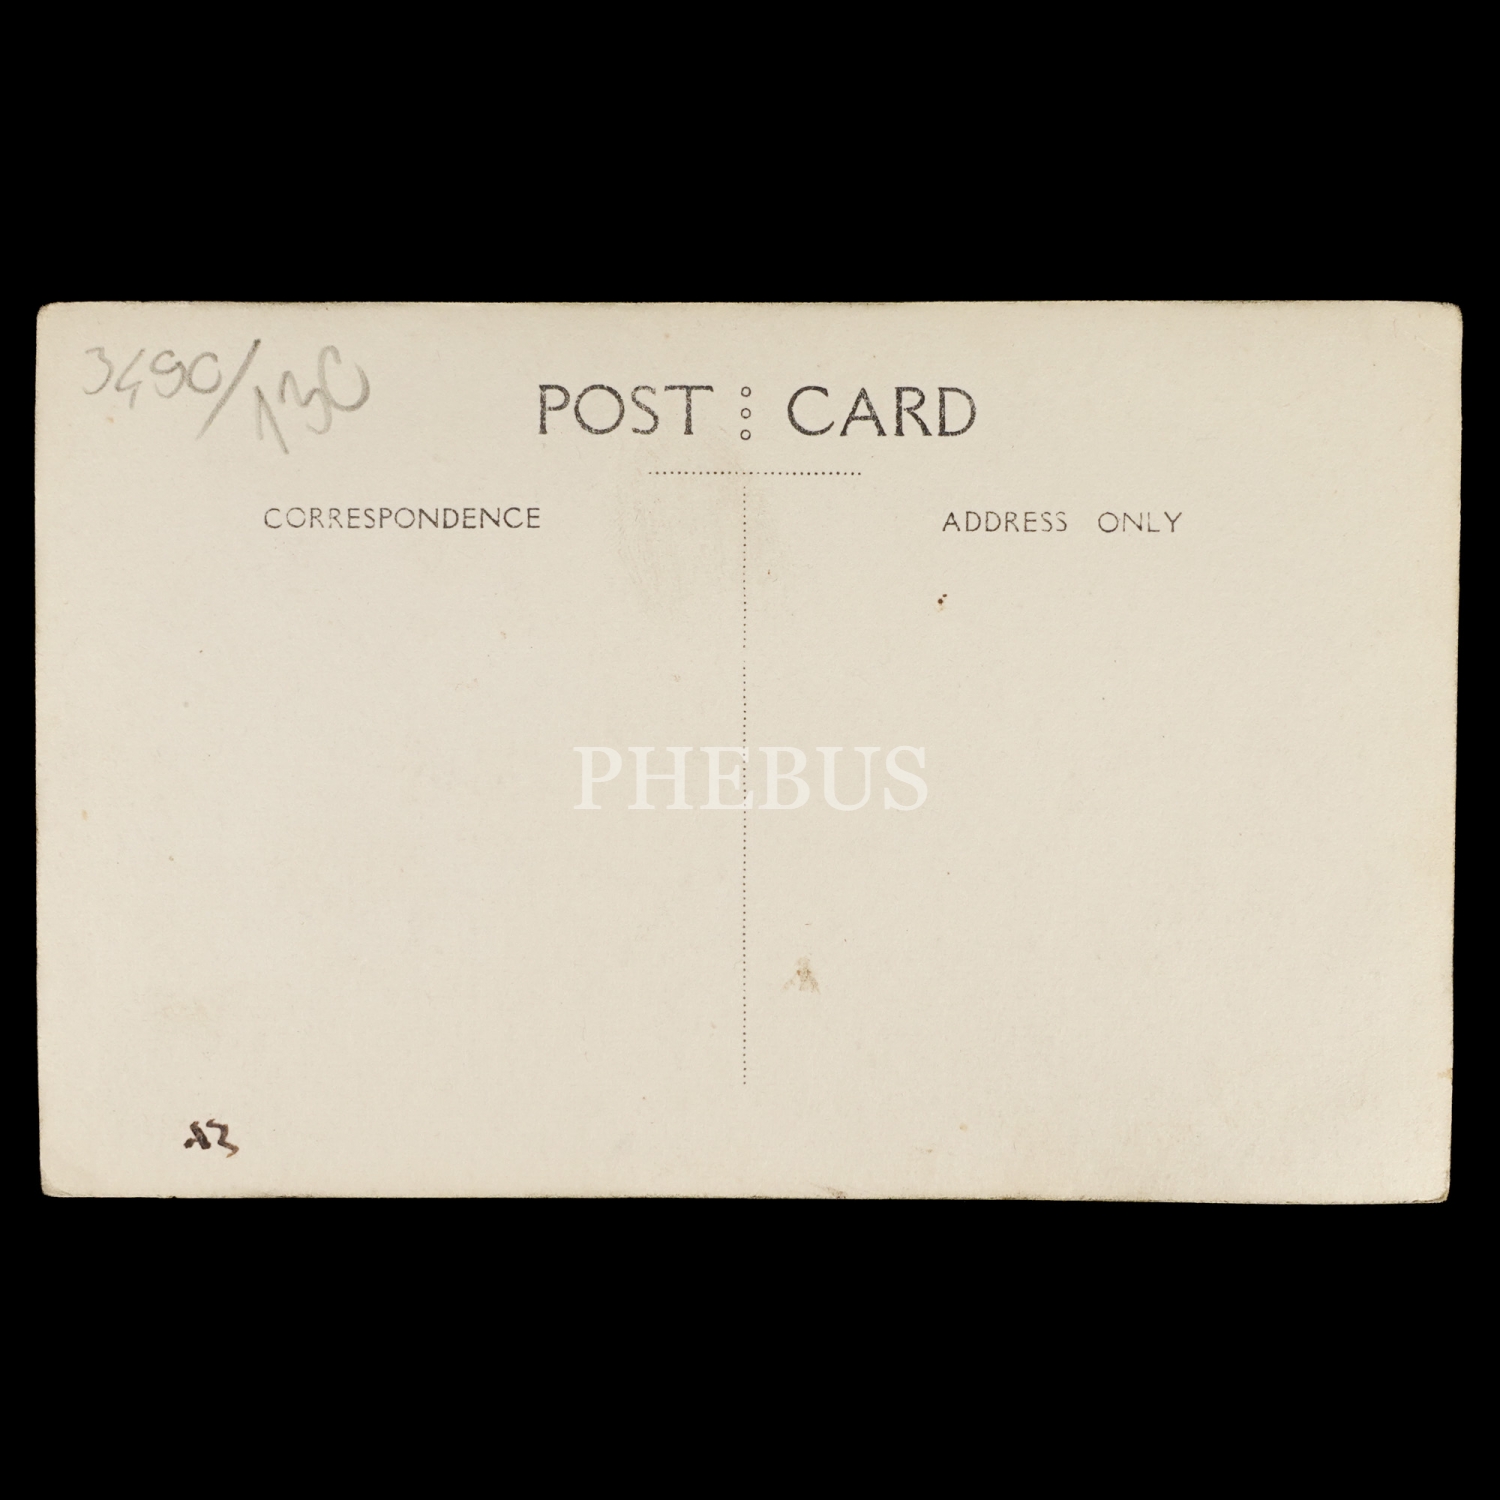 3490/130
POST CARD
CORRESPONDENCE
ADDRESS ONLY
PHEBUS